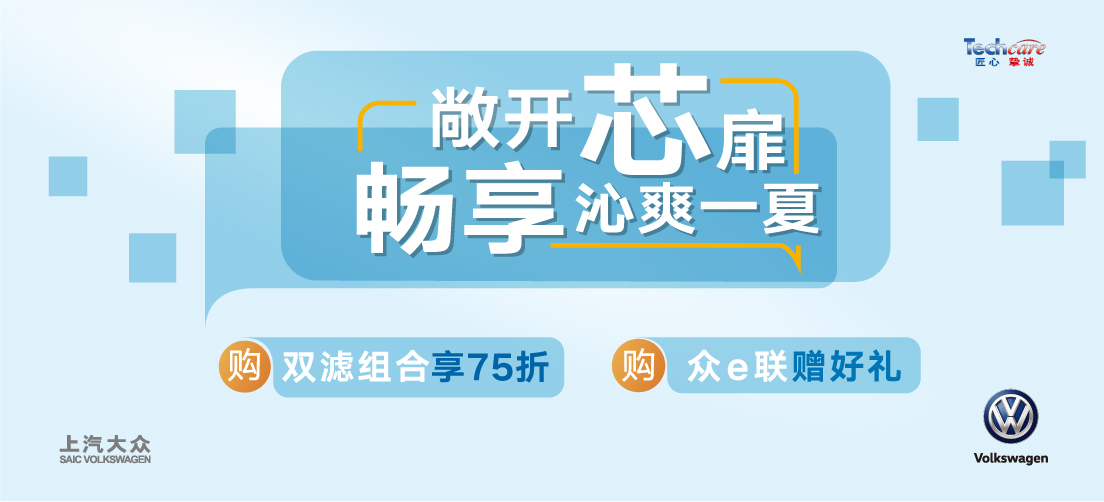 Techcare
匠心 挚诚
敞开芯扉
畅享沁爽一夏
购 双滤组合享75折
购 众e联赠好礼
上汽大众
SAIC VOLKSWAGEN
Volkswagen